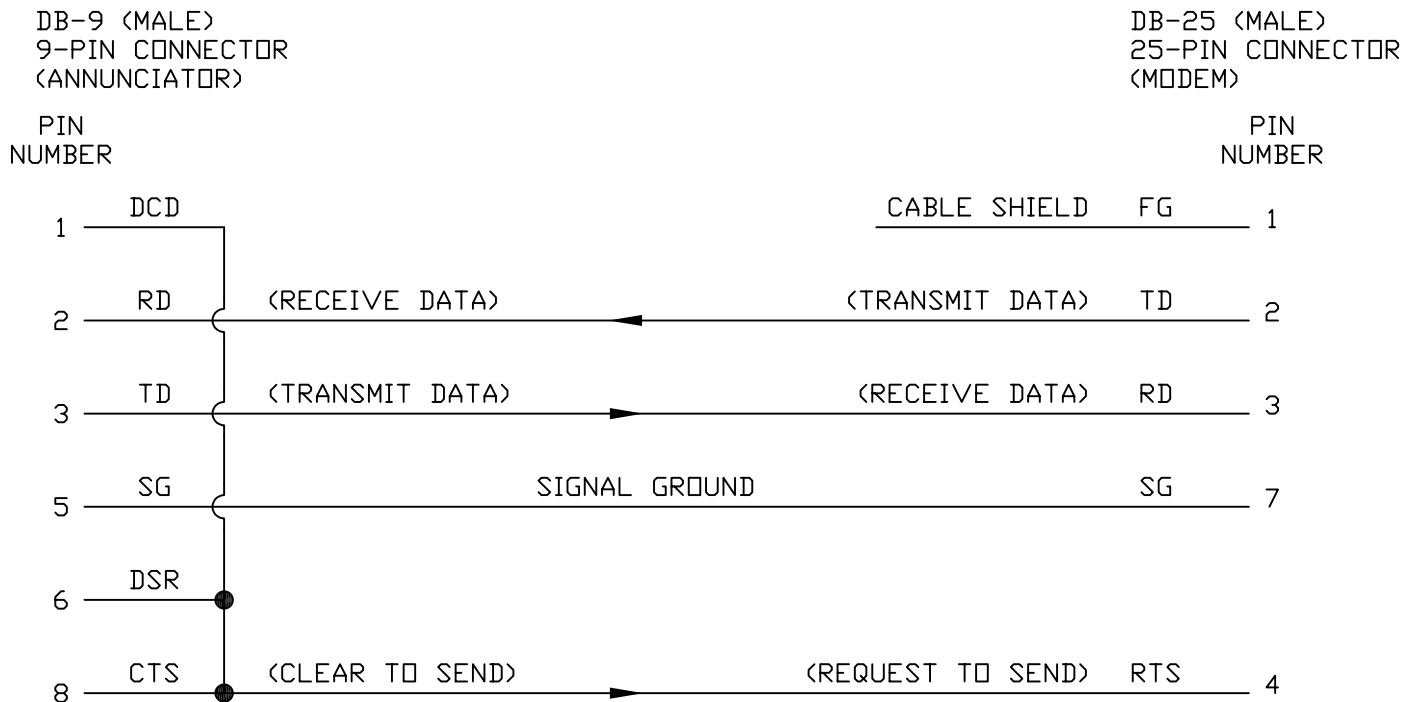 DB-9 (MALE)
9-PIN CONNECTOR
(ANNUNCIATOR)
DB-25 (MALE)
25-PIN CONNECTOR
(MODEM)
PIN
NUMBER
PIN
NUMBER
1 DCD CABLE SHIELD FG 1
2 RD (RECEIVE DATA) (TRANSMIT DATA) TD 2
3 TD (TRANSMIT DATA) (RECEIVE DATA) RD 3
5 SG SIGNAL GROUND SG 7
6 DSR
8 CTS (CLEAR TO SEND) (REQUEST TO SEND) RTS 4